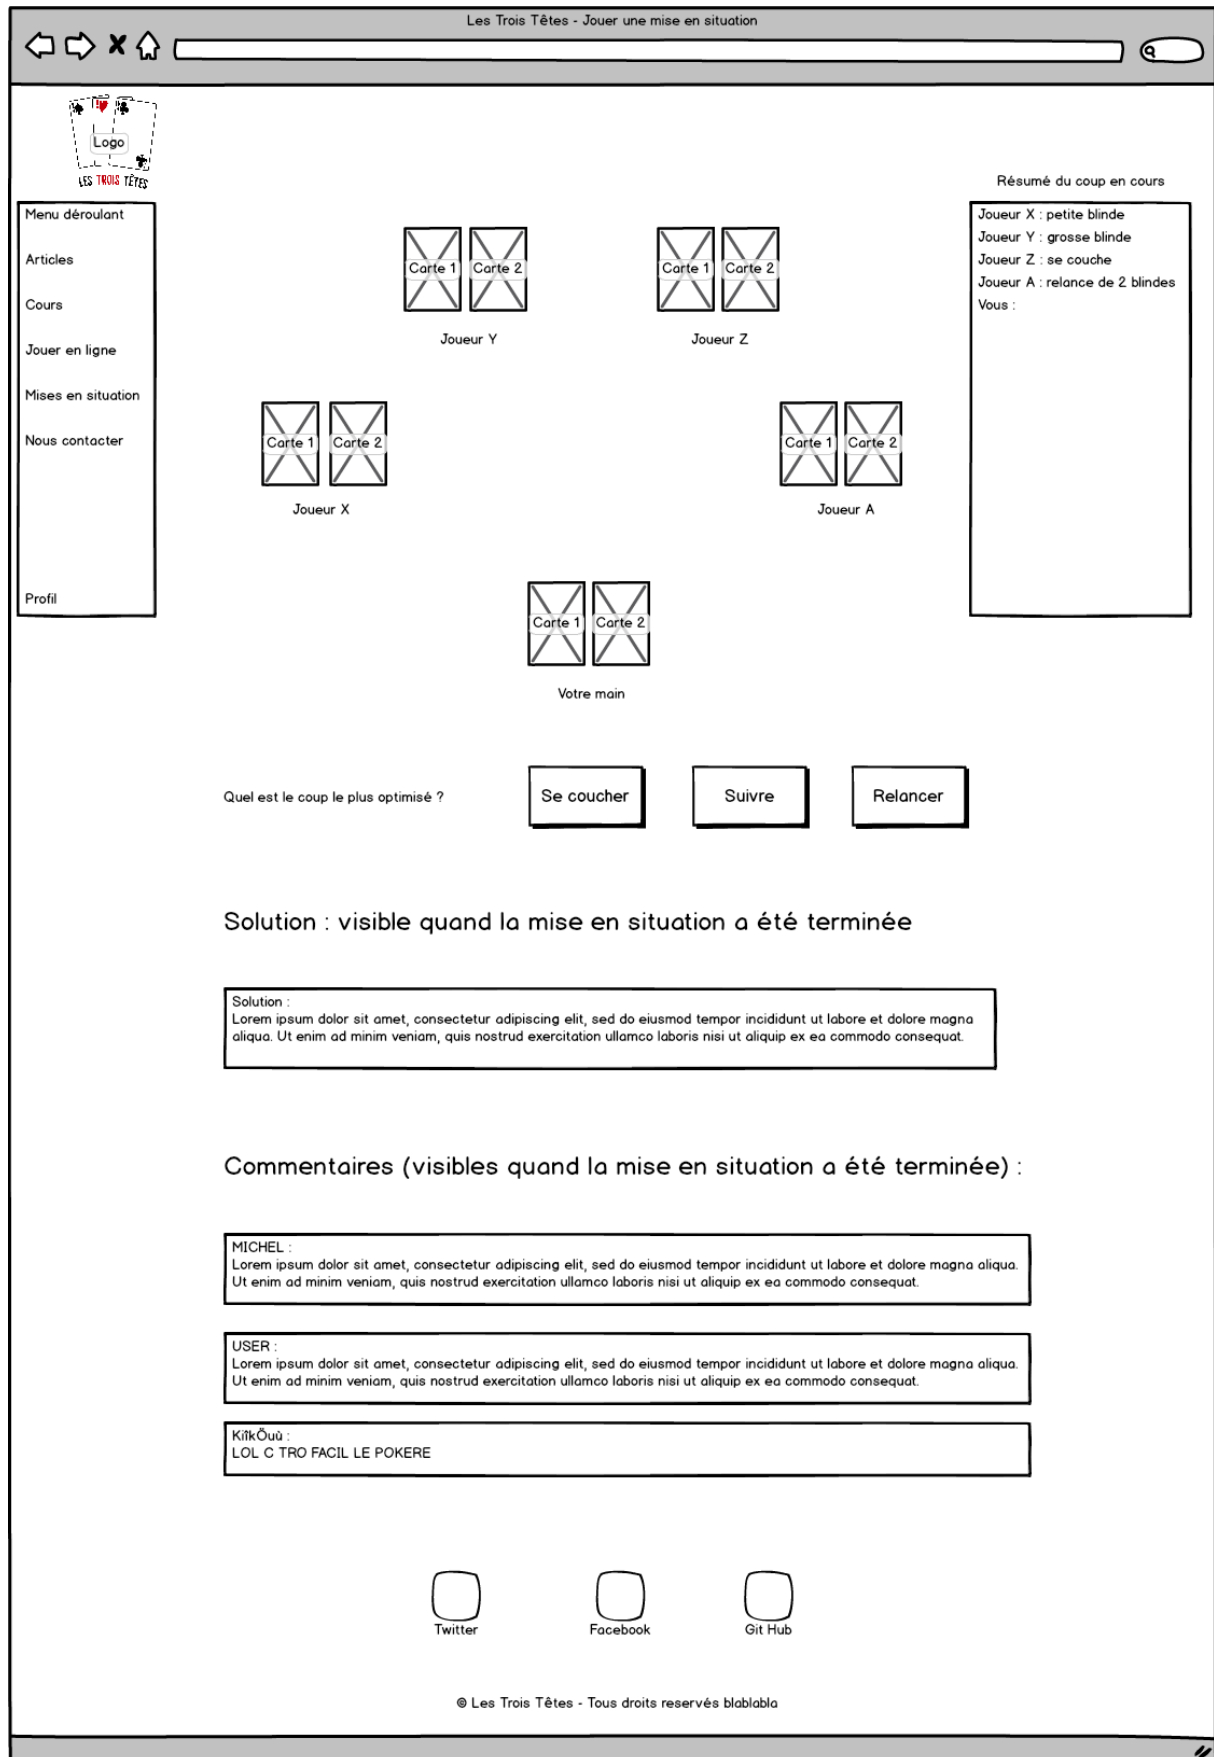 Les Trois Têtes - Jouer une mise en situation
Logo
LES TROIS TÊTES
Menu déroulant
Articles
Cours
Jouer en ligne
Mises en situation
Nous contacter
Profil
Carte 1 Carte 2
Joueur Y
Carte 1 Carte 2
Joueur Z
Carte 1 Carte 2
Joueur X
Carte 1 Carte 2
Joueur A
Carte 1 Carte 2
Votre main
Résumé du coup en cours
Joueur X : petite blinde
Joueur Y : grosse blinde
Joueur Z : se couche
Joueur A : relance de 2 blindes
Vous :
Quel est le coup le plus optimisé ?
Se coucher
Suivre
Relancer
Solution : visible quand la mise en situation a été terminée
Solution :
Lorem ipsum dolor sit amet, consectetur adipiscing elit, sed do eiusmod tempor incididunt ut labore et dolore magna
aliqua. Ut enim ad minim veniam, quis nostrud exercitation ullamco laboris nisi ut aliquip ex ea commodo consequat.
Commentaires (visibles quand la mise en situation a été terminée) :
MICHEL :
Lorem ipsum dolor sit amet, consectetur adipiscing elit, sed do eiusmod tempor incididunt ut labore et dolore magna aliqua.
Ut enim ad minim veniam, quis nostrud exercitation ullamco laboris nisi ut aliquip ex ea commodo consequat.
USER :
Lorem ipsum dolor sit amet, consectetur adipiscing elit, sed do eiusmod tempor incididunt ut labore et dolore magna aliqua.
Ut enim ad minim veniam, quis nostrud exercitation ullamco laboris nisi ut aliquip ex ea commodo consequat.
KiîkÖuù :
LOL C TRO FACIL LE POKERE
Twitter
Facebook
Git Hub
© Les Trois Têtes - Tous droits reservés blablabla